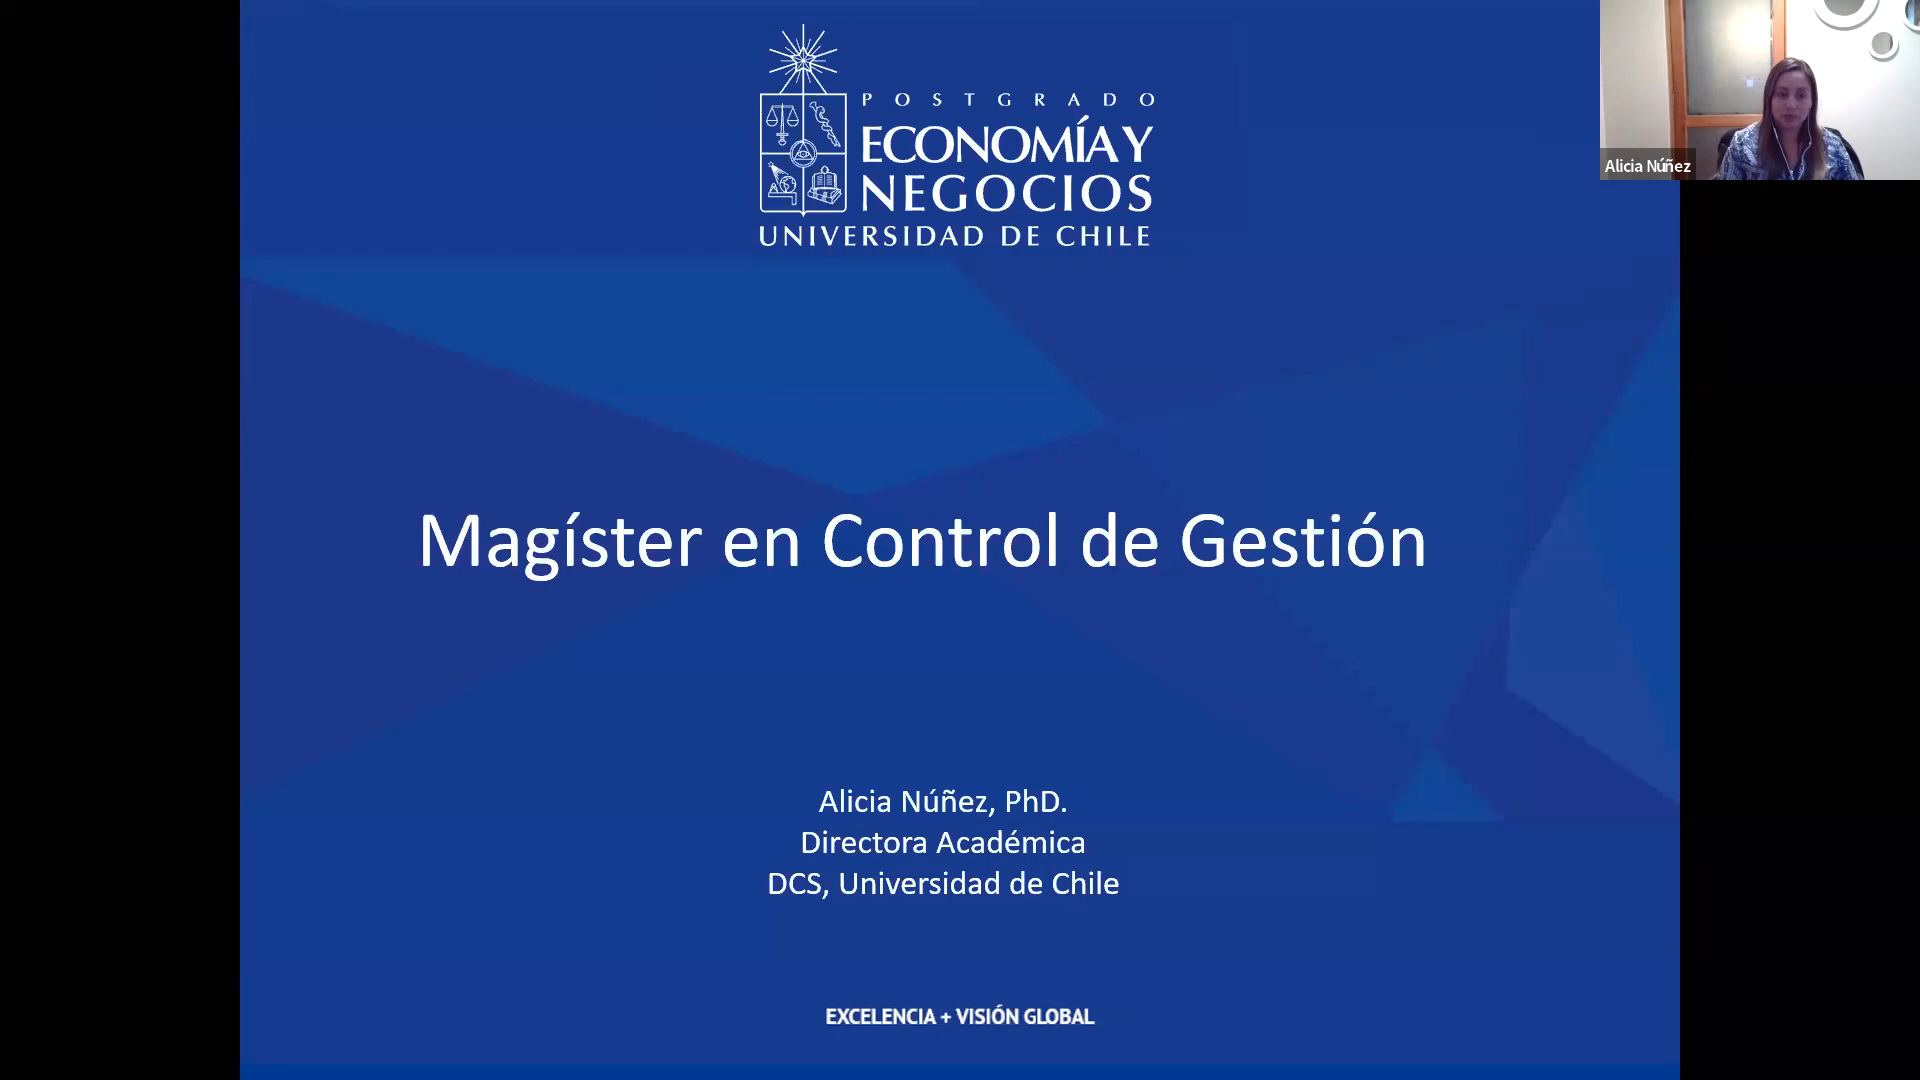 POSTGRADO
ECONOMÍA Y
NEGOCIOS
UNIVERSIDAD DE CHILE
Alicia Núñez
Magíster en Control de Gestión
Alicia Núñez, PhD.
Directora Académica
DCS, Universidad de Chile
EXCELENCIA + VISIÓN GLOBAL